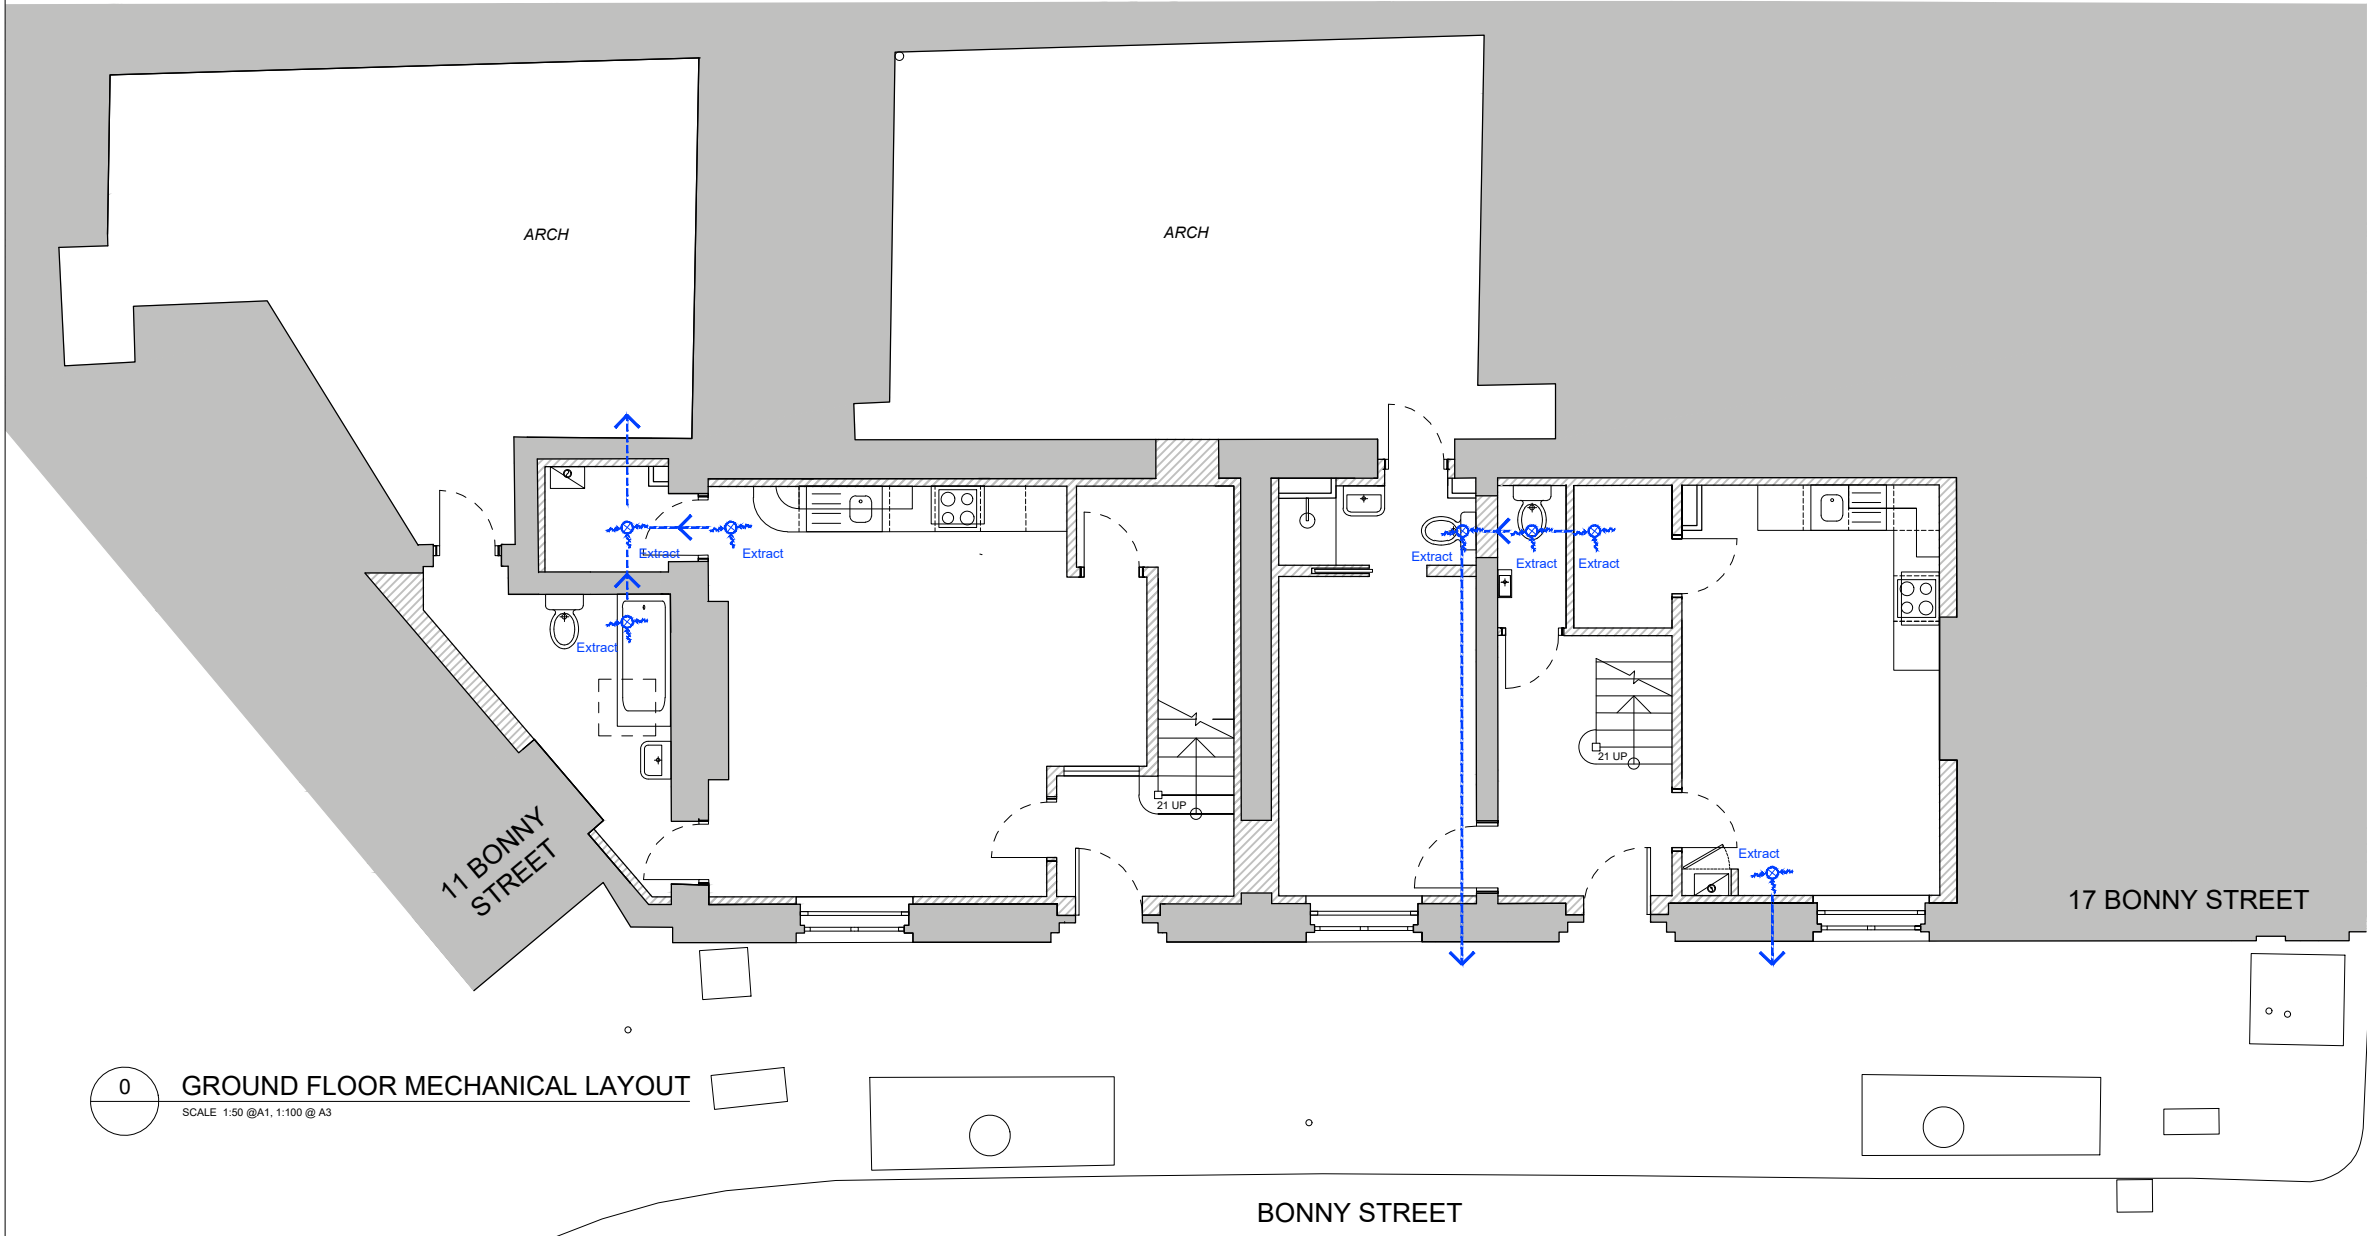 ARCH
ARCH
Extract
Extract
Extract
Extract
Extract
Extract
Extract
21 UP
21 UP
11 BONNY
STREET
Extract
17 BONNY STREET
0
GROUND FLOOR MECHANICAL LAYOUT
SCALE 1:50 @A1, 1:100 @ A3
BONNY STREET